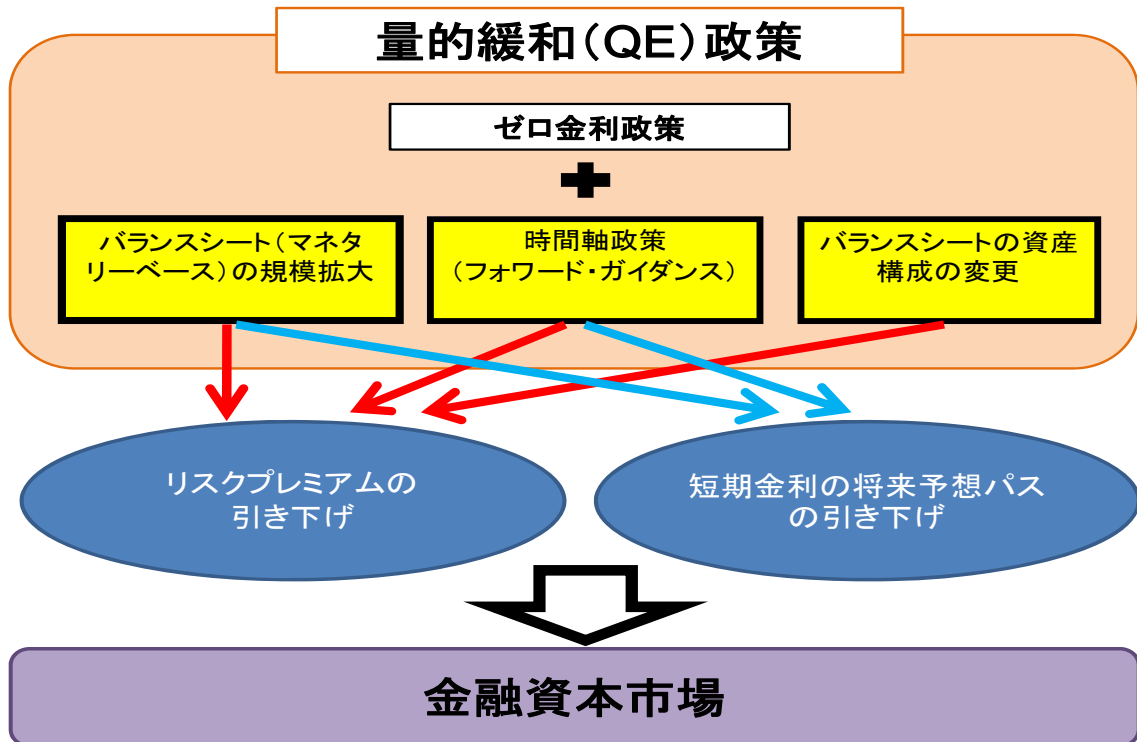 量的緩和(QE)政策
ゼロ金利政策
バランスシート(マネタ
リーベース)の規模拡大
時間軸政策
(フォワード・ガイダンス)
バランスシートの資産
構成の変更
リスクプレミアムの
引き下げ
短期金利の将来予想パス
の引き下げ
金融資本市場